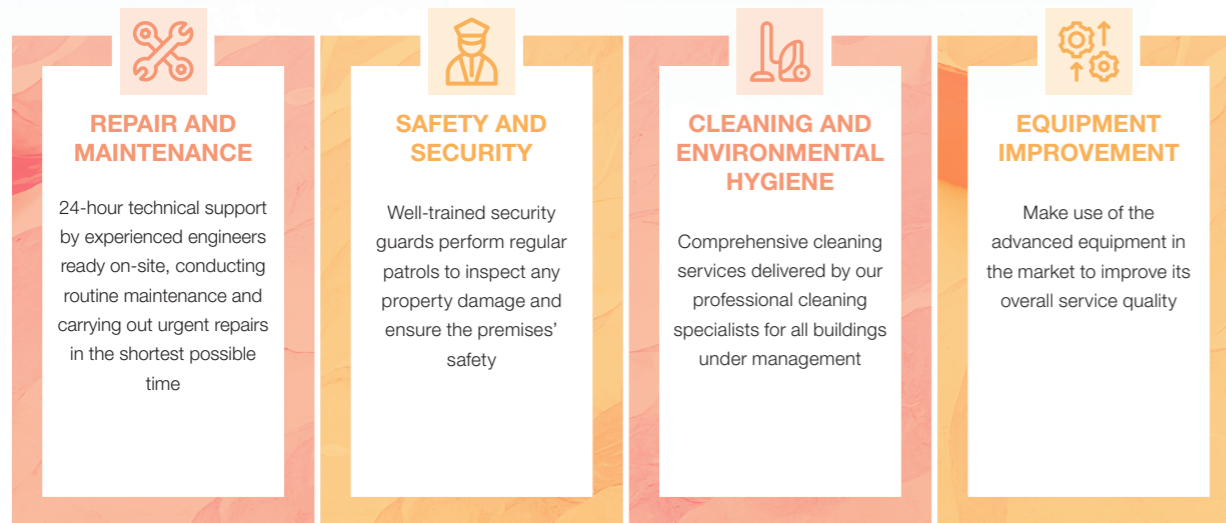 REPAIR AND
MAINTENANCE
24-hour technical support
by experienced engineers
ready on-site, conducting
routine maintenance and
carrying out urgent repairs
in the shortest possible
time
SAFETY AND
SECURITY
Well-trained security
guards perform regular
patrols to inspect any
property damage and
ensure the premises’
safety
CLEANING AND
ENVIRONMENTAL
HYGIENE
Comprehensive cleaning
services delivered by our
professional cleaning
specialists for all buildings
under management
EQUIPMENT
IMPROVEMENT
Make use of the
advanced equipment in
the market to improve its
overall service quality